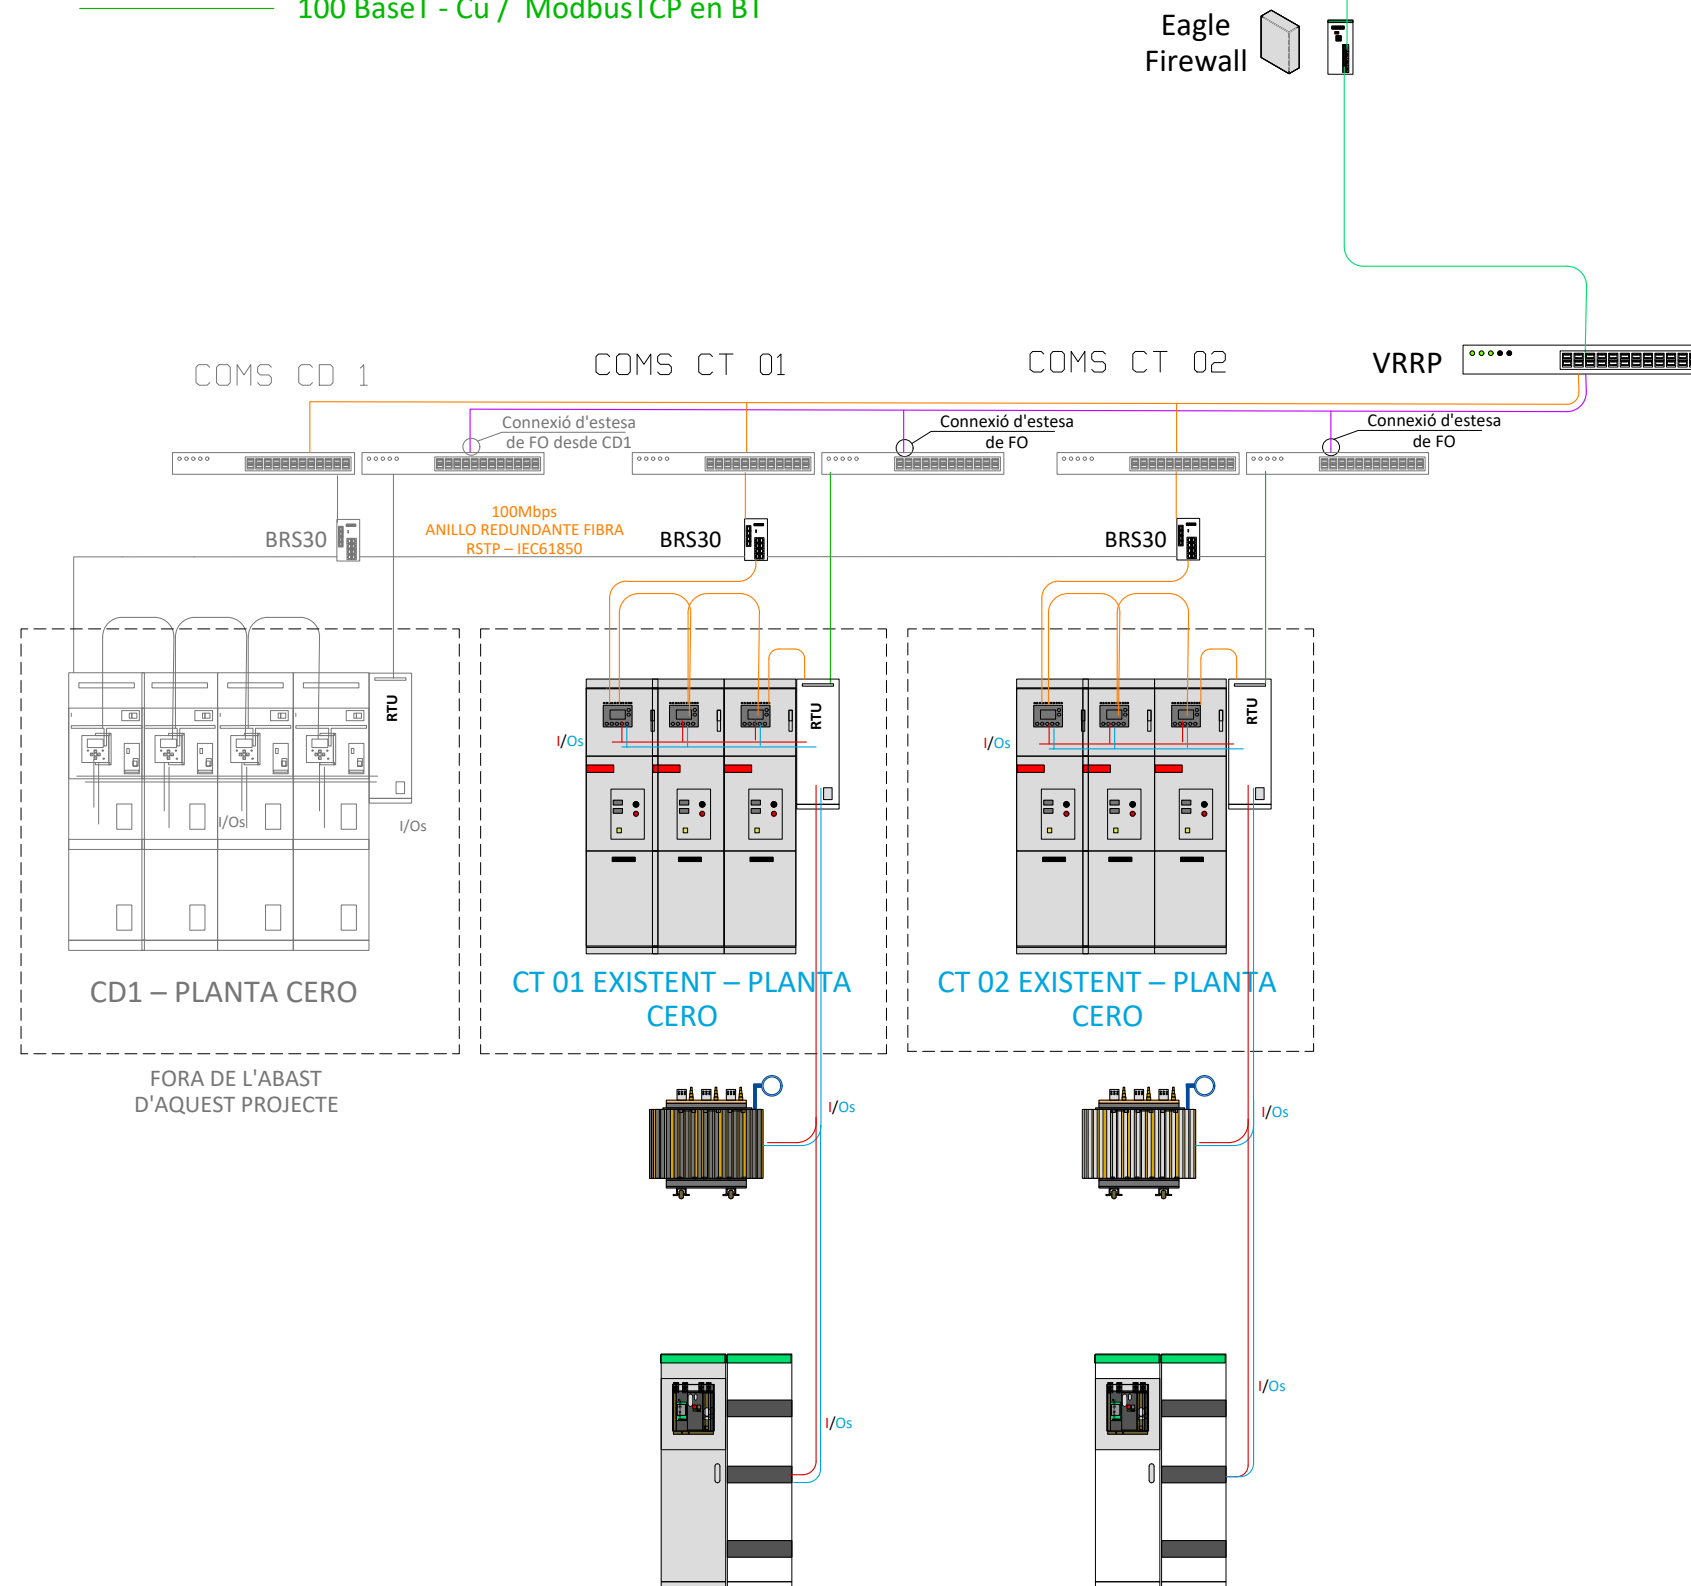 100 BaseT - Cu / ModbusTCP en BT
Eagle
Firewall
COMS CD 1
COMS CT 01
COMS CT 02
VRRP
Connexió d'estesa
de FO desde CD1
Connexió d'estesa
de FO
Connexió d'estesa
de FO
100Mbps
ANILLO REDUNDANTE FIBRA
RSTP – IEC61850
BRS30
BRS30
BRS30
RTU
RTU
RTU
I/Os
I/Os
I/Os
I/Os
CD1 – PLANTA CERO
CT 01 EXISTENT – PLANTA
CERO
CT 02 EXISTENT – PLANTA
CERO
FORA DE L'ABAST
D'AQUEST PROJECTE
I/Os
I/Os
I/Os
I/Os